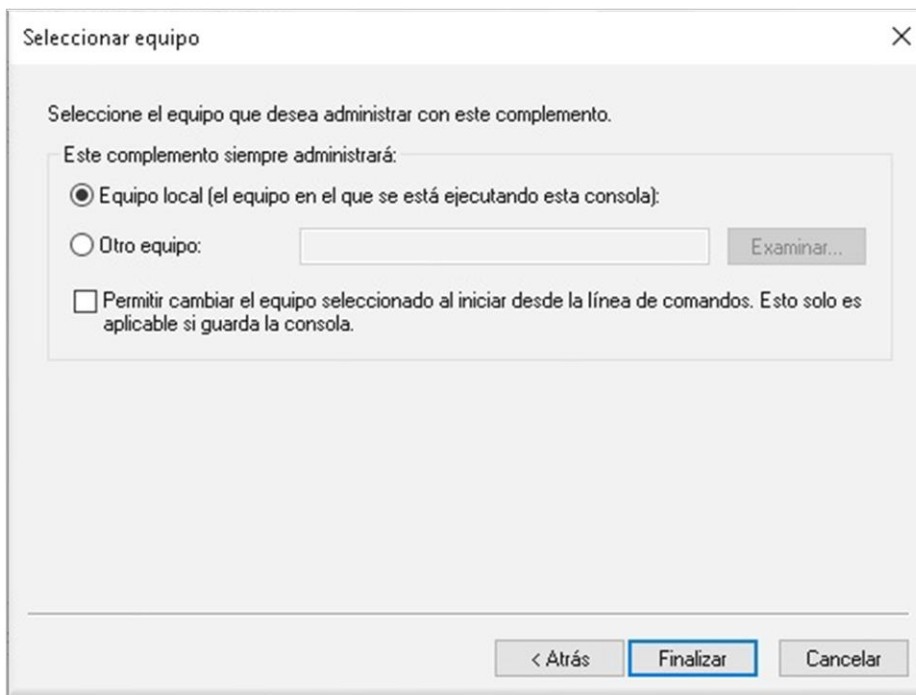 Seleccionar equipo
Seleccione el equipo que desea administrar con este complemento.
Este complemento siempre administrará:
Equipo local (el equipo en el que se está ejecutando esta consola):
Otro equipo:
Examinar...
Permitir cambiar el equipo seleccionado al iniciar desde la línea de comandos. Esto solo es
aplicable si guarda la consola.
< Atrás
Finalizar
Cancelar